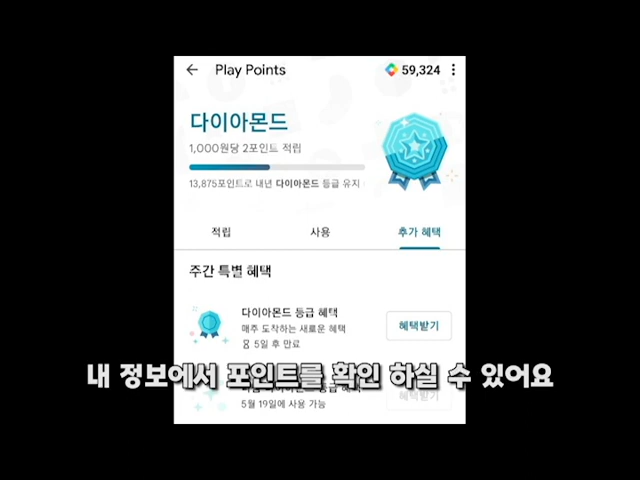 Play Points
59,324
다이아몬드
1,000원당 2포인트 적립
13,875포인트로 내년 다이아몬드 등급 유지
적립
사용
추가 혜택
주간 특별 혜택
다이아몬드 등급 혜택
매주 도착하는 새로운 혜택
5일 후 만료
혜택받기
내 정보에서 포인트를 확인 하실 수 있어요
5월 19일에 사용 가능
혜택받기